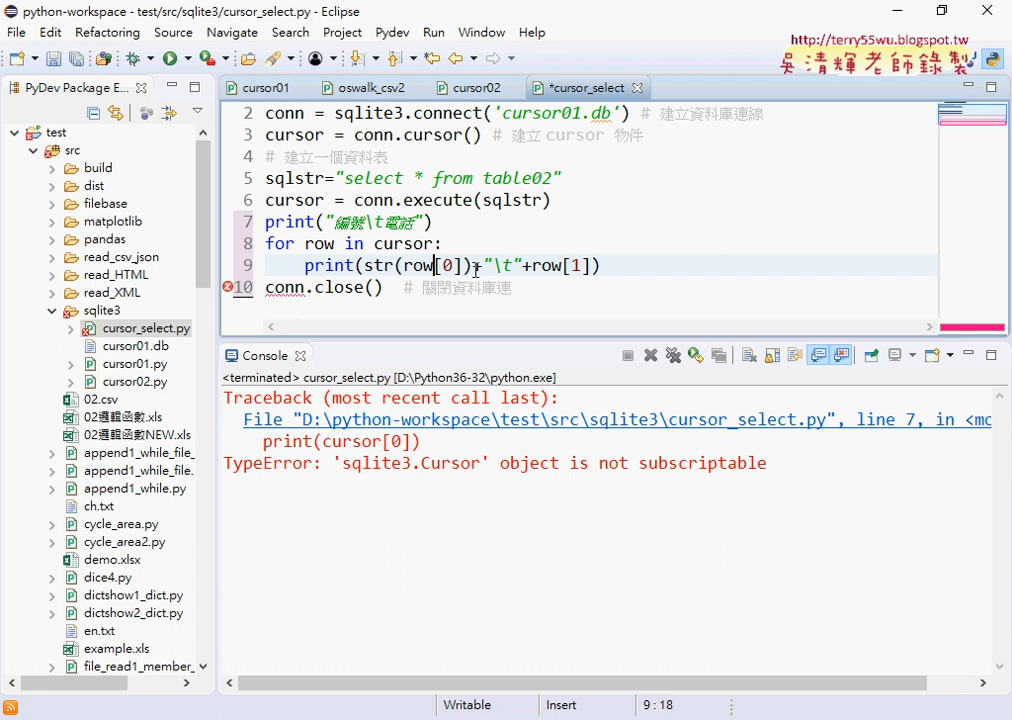 python-workspace - test/src/sqlite3/cursor_select.py - Eclipse
File Edit Refactoring Source Navigate Search Project Pydev Run Window Help
http://terry55wu.blogspot.tw
吳清輝老師錄製
PyDev Package E...
cursor01 oswalk_csv2 cursor02 *cursor_select
test
src
build
dist
filebase
matplotlib
pandas
read_csv_json
read_HTML
read_XML
sqlite3
cursor_select.py
cursor01.db
cursor01.py
cursor02.py
02.csv
02邏輯函數.xls
02邏輯函數NEW.xls
append1_while_file_
append1_while_file.
append1_while.py
ch.txt
cycle_area.py
cycle_area2.py
demo.xlsx
dice4.py
dictshow1_dict.py
dictshow2_dict.py
en.txt
example.xls
file_read1_member_
2 conn = sqlite3.connect('cursor01.db') # 建立資料庫連線
3 cursor = conn.cursor() # 建立 cursor 物件
4 # 建立一個資料表
5 sqlstr="select * from table02"
6 cursor = conn.execute(sqlstr)
7 print("編號\t電話")
8 for row in cursor:
9 print(str(row[0])+"\t"+row[1])
10 conn.close() # 關閉資料庫連
Console
<terminated> cursor_select.py [D:\Python36-32\python.exe]
Traceback (most recent call last):
File "D:\python-workspace\test\src\sqlite3\cursor_select.py", line 7, in <mo
print(cursor[0])
TypeError: 'sqlite3.Cursor' object is not subscriptable
Writable Insert 9 : 18